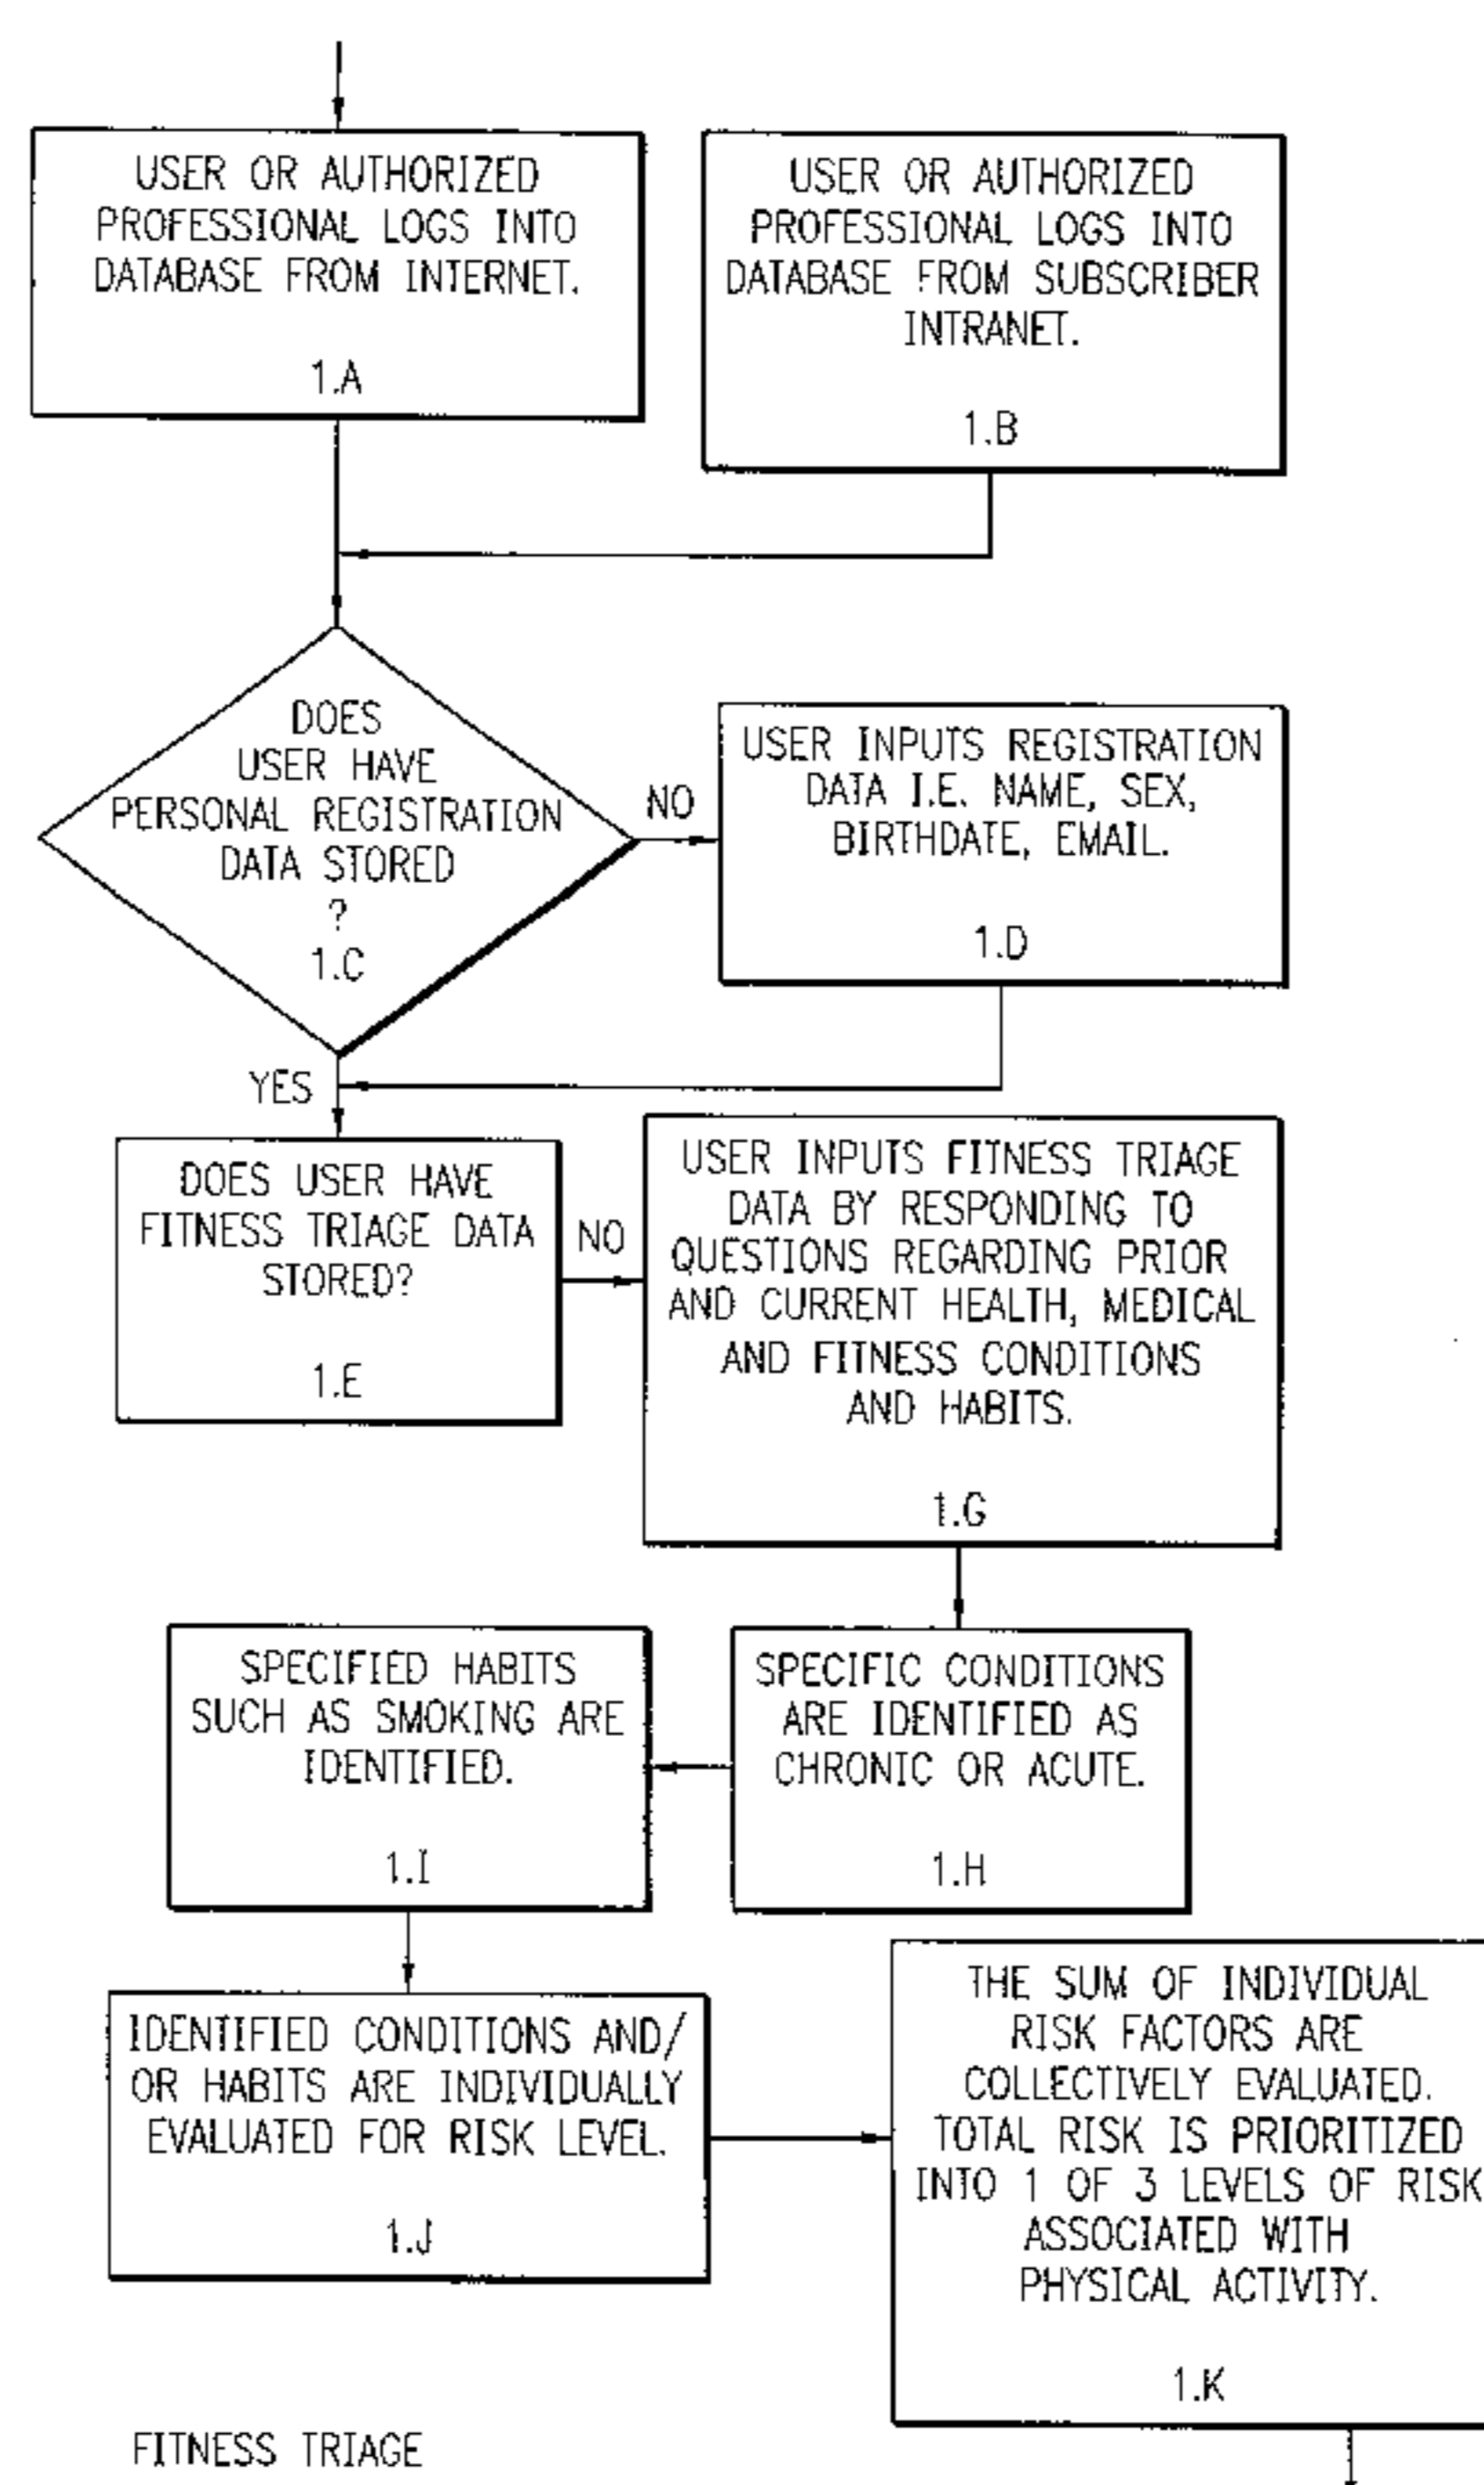 USER OR AUTHORIZED
PROFESSIONAL LOGS INTO
DATABASE FROM INTERNET.
1.A
USER OR AUTHORIZED
PROFESSIONAL LOGS INTO
DATABASE FROM SUBSCRIBER
INTRANET.
1.B
DOES
USER HAVE
PERSONAL REGISTRATION
DATA STORED
?
1.C
NO
USER INPUTS REGISTRATION
DATA I.E. NAME, SEX,
BIRTHDATE, EMAIL.
1.D
YES
DOES USER HAVE
FITNESS TRIAGE DATA
STORED?
1.E
NO
USER INPUTS FITNESS TRIAGE
DATA BY RESPONDING TO
QUESTIONS REGARDING PRIOR
AND CURRENT HEALTH, MEDICAL
AND FITNESS CONDITIONS
AND HABITS.
1.G
SPECIFIED HABITS
SUCH AS SMOKING ARE
IDENTIFIED.
1.I
SPECIFIC CONDITIONS
ARE IDENTIFIED AS
CHRONIC OR ACUTE.
1.H
IDENTIFIED CONDITIONS AND/
OR HABITS ARE INDIVIDUALLY
EVALUATED FOR RISK LEVEL.
1.J
THE SUM OF INDIVIDUAL
RISK FACTORS ARE
COLLECTIVELY EVALUATED.
TOTAL RISK IS PRIORITIZED
INTO 1 OF 3 LEVELS OF RISK
ASSOCIATED WITH
PHYSICAL ACTIVITY.
1.K
FITNESS TRIAGE